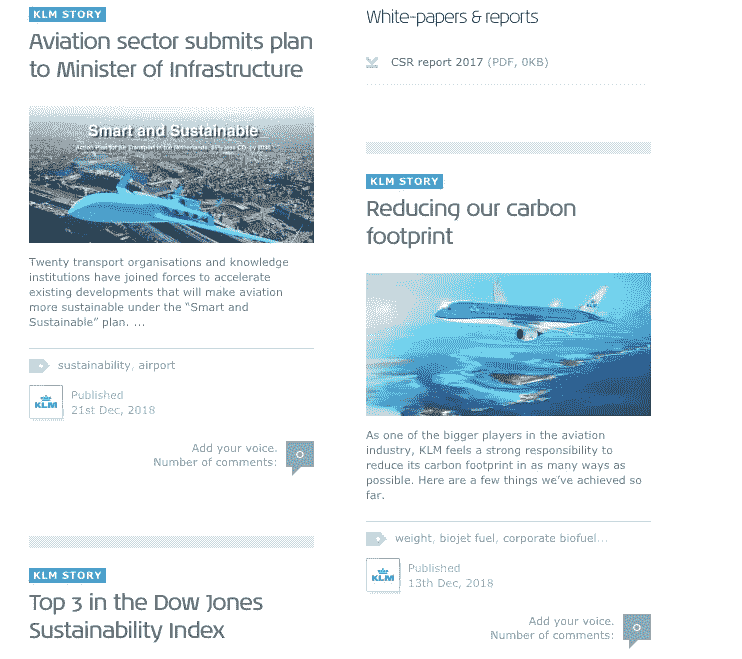 KLM STORY
Aviation sector submits plan
to Minister of Infrastructure
Smart and Sustainable
Twenty transport organisations and knowledge
institutions have joined forces to accelerate
existing developments that will make aviation
more sustainable under the “Smart and
Sustainable” plan. ...
sustainability, airport
KLM
Published
21st Dec, 2018
Add your voice.
Number of comments:
0
KLM STORY
Top 3 in the Dow Jones
Sustainability Index
White-papers & reports
CSR report 2017 (PDF, 0KB)
KLM STORY
Reducing our carbon
footprint
As one of the bigger players in the aviation
industry, KLM feels a strong responsibility to
reduce its carbon footprint in as many ways as
possible. Here are a few things we’ve achieved so
far.
weight, biojet fuel, corporate biofuel...
KLM
Published
13th Dec, 2018
Add your voice.
Number of comments:
0